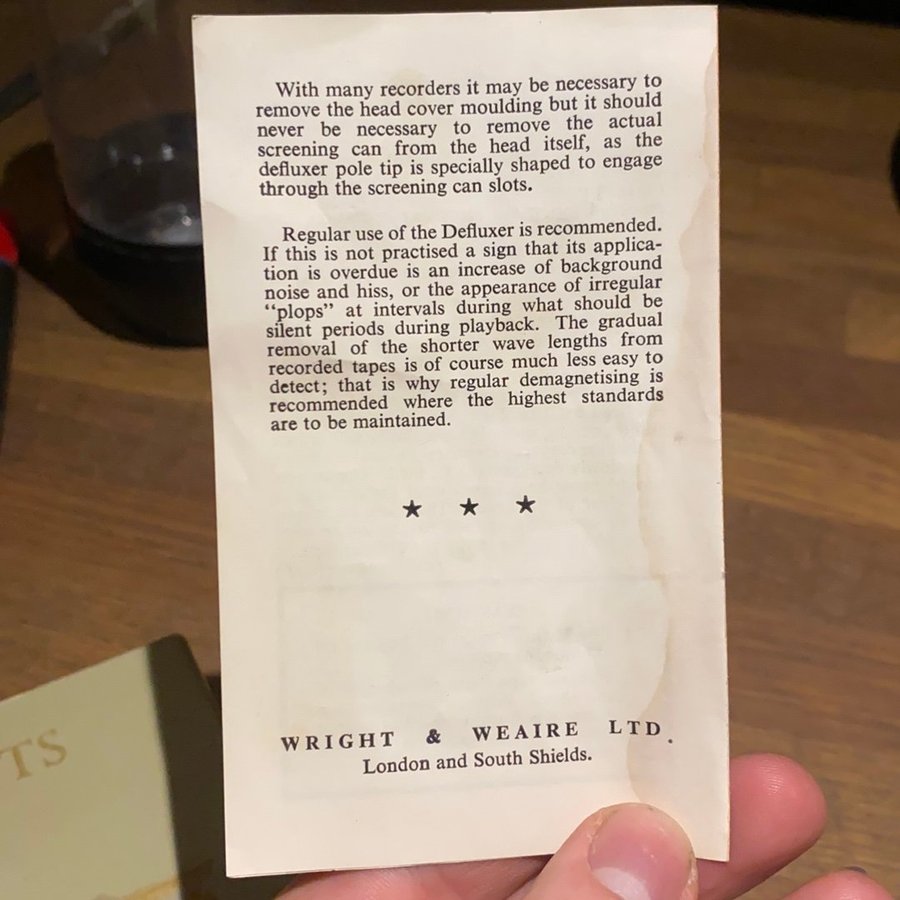 With many recorders it may be necessary to
remove the head cover moulding but it should
never be necessary to remove the actual
screening can from the head itself, as the
defluxer pole tip is specially shaped to engage
through the screening can slots.
Regular use of the Defluxer is recommended.
If this is not practised a sign that its applica-
tion is overdue is an increase of background
noise and hiss, or the appearance of irregular
“plops” at intervals during what should be
silent periods during playback. The gradual
removal of the shorter wave lengths from
recorded tapes is of course much less easy to
detect; that is why regular demagnetising is
recommended where the highest standards
are to be maintained.
★ ★ ★
WRIGHT & WEAIRE LTD.
London and South Shields.
TS